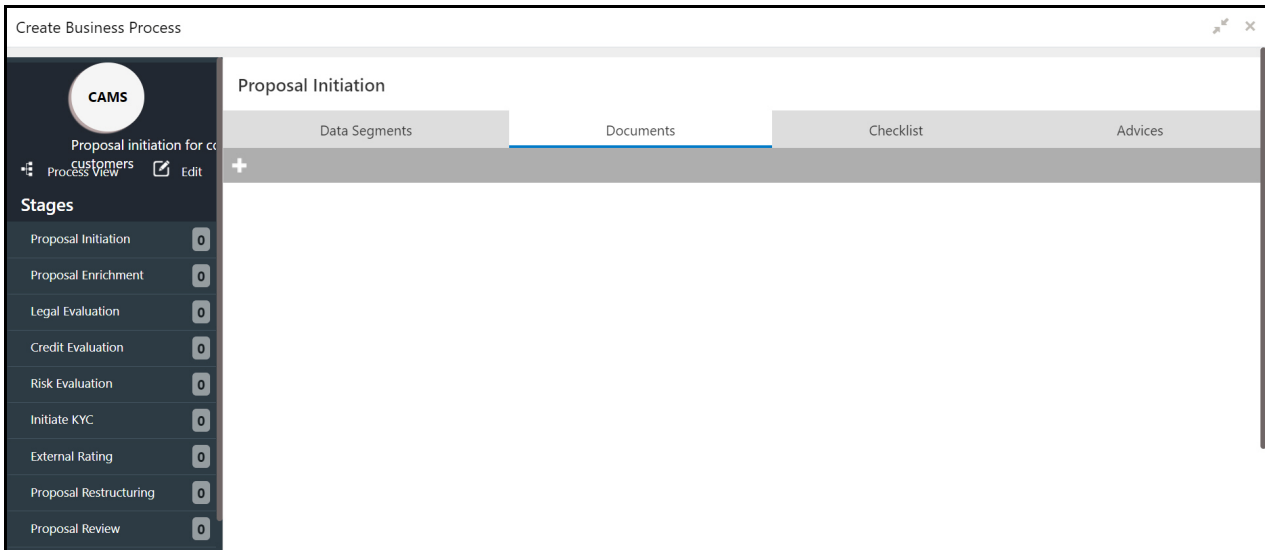 Create Business Process
CAMS
Proposal initiation for
customers
Process View
Edit
Stages
Proposal Initiation 0
Proposal Enrichment 0
Legal Evaluation 0
Credit Evaluation 0
Risk Evaluation 0
Initiate KYC 0
External Rating 0
Proposal Restructuring 0
Proposal Review 0
Proposal Initiation
Data Segments Documents Checklist Advices